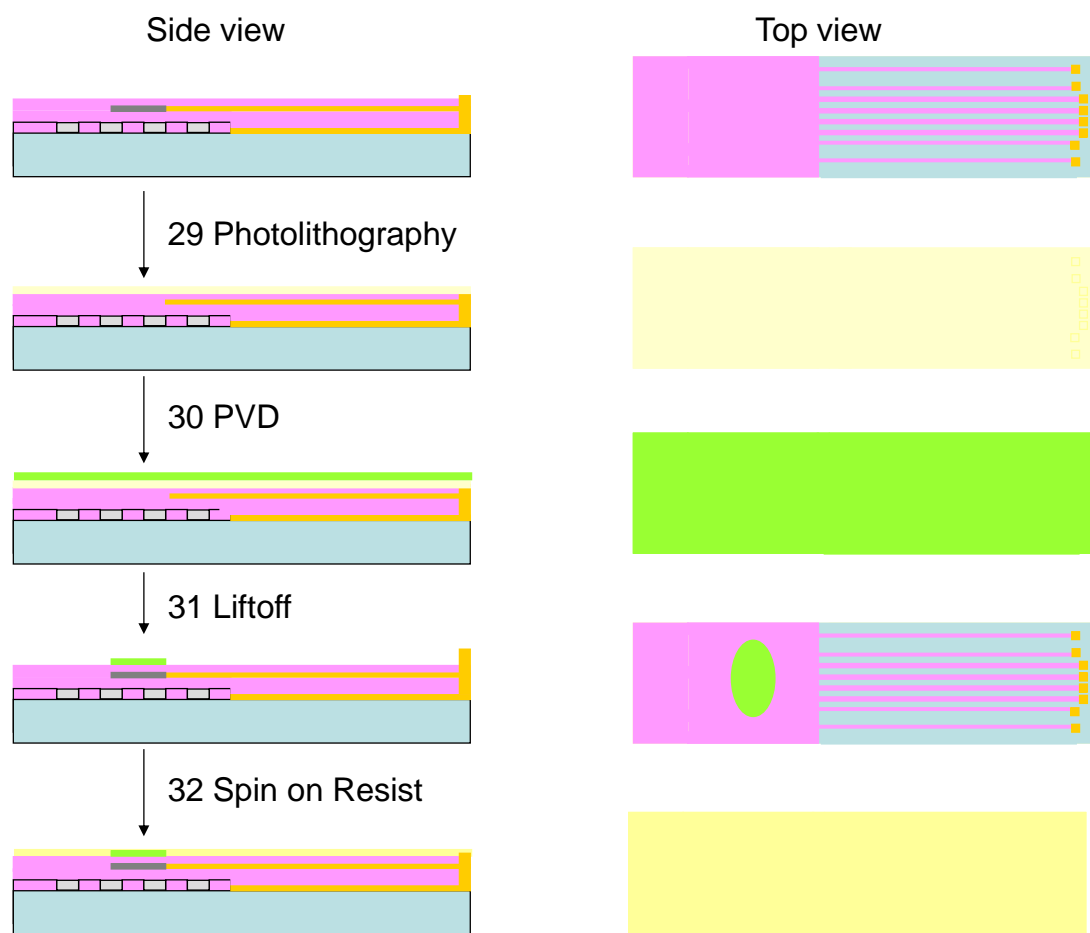 Side view
Top view
29 Photolithography
30 PVD
31 Liftoff
32 Spin on Resist